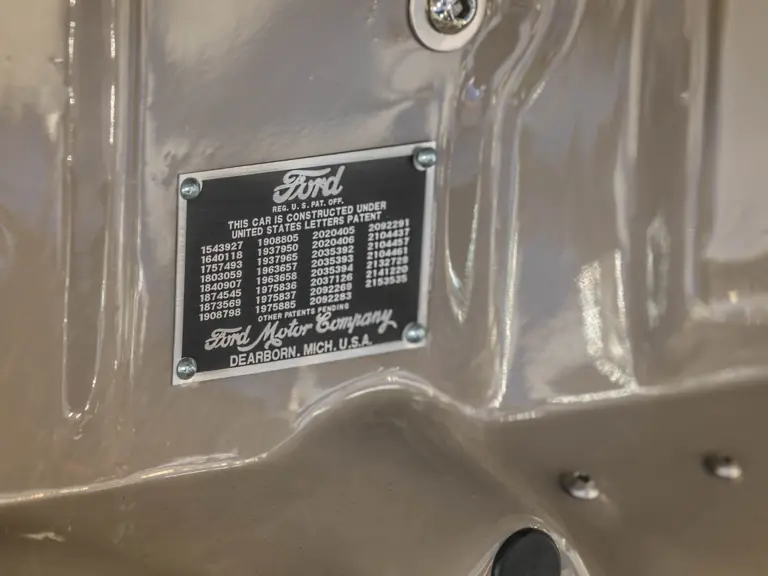 Ford
REG. U. S. PAT. OFF.
THIS CAR IS CONSTRUCTED UNDER
UNITED STATES LETTERS PATENT
1543927 1908805 2020405 2092291
1640118 1937950 2020406 2104437
1757493 1937965 2035392 2104457
1803059 1963657 2035393 2104491
1840907 1963658 2035394 2132729
1874545 1975836 2037126 2141220
1873569 1975837 2092269 2153535
1908798 1975885 2092283
OTHER PATENTS PENDING
Ford Motor Company
DEARBORN, MICH. U.S.A.